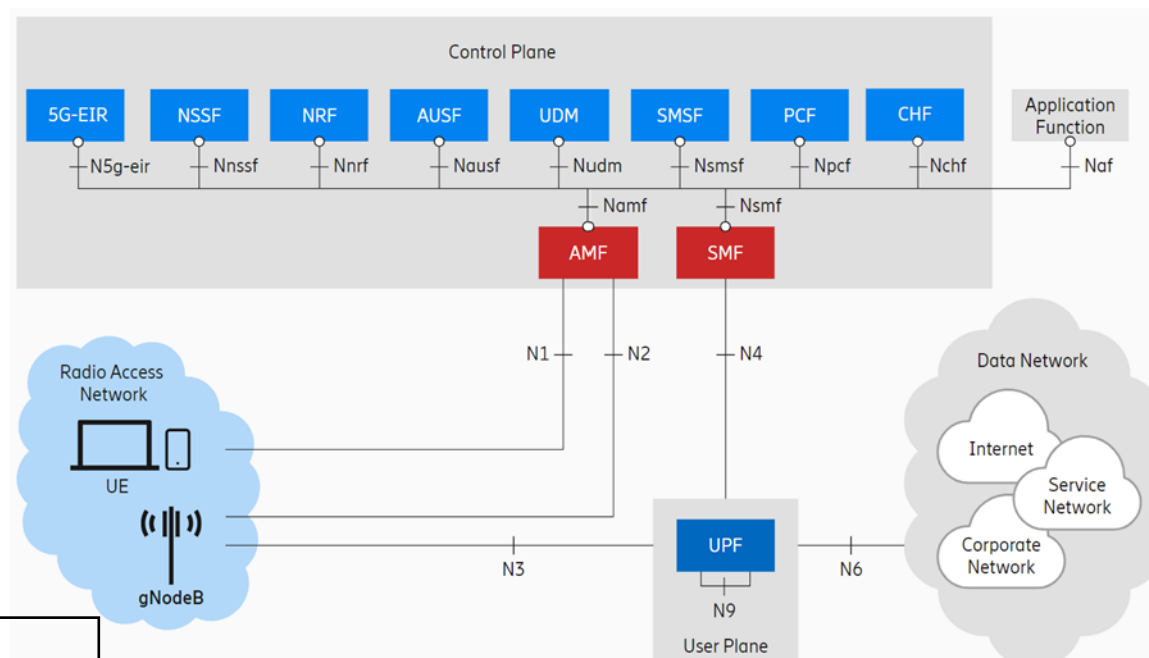 Control Plane
5G-EIR
NSSF
NRF
AUSF
UDM
SMSF
PCF
CHF
Application
Function
N5g-eir
Nnssf
Nnrf
Nausf
Nudm
Nsmsf
Npcf
Nchf
Naf
Namf
Nsmf
AMF
SMF
N1
N2
N4
Radio Access
Network
UE
gNodeB
Data Network
Internet
Service
Network
Corporate
Network
N3
UPF
N6
N9
User Plane